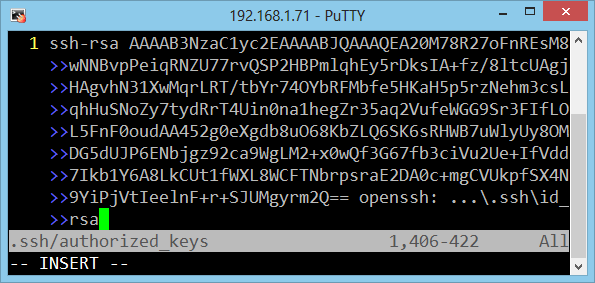 192.168.1.71 - PuTTY
1 ssh-rsa AAAAB3NzaC1yc2EAAAABJQAAAQEA20M78R27oFnREsM8
>>wNNBvpPeiqRNZU77rvQSP2HBPmlqhEy5rDksIA+fz/8ltcUAgj
>>HAgvhN31XwMqrLRT/tbYr74OYbRFMbfe5HKaH5p5rzNehm3csL
>>qhHuSNoZy7tydRrT4Uin0na1hegZr35aq2VufeWGG9Sr3FIfLO
>>L5FnF0oudAA452g0eXgdb8uO68KbZLQ6SK6sRHWB7uWlyUy8OM
>>DG5dUJP6ENbjgz92ca9WgLM2+x0wQf3G67fb3ciVu2Ue+IfVdd
>>7Ikb1Y6A8LkCUt1fWXL8WCFTNbrpsraE2DA0c+mgCVUkpfSX4N
>>9YiPjVtIeelnF+r+SJUMgyrm2Q== openssh: ...\.ssh\id_
>>rsa
.ssh/authorized_keys 1,406-422 All
-- INSERT --